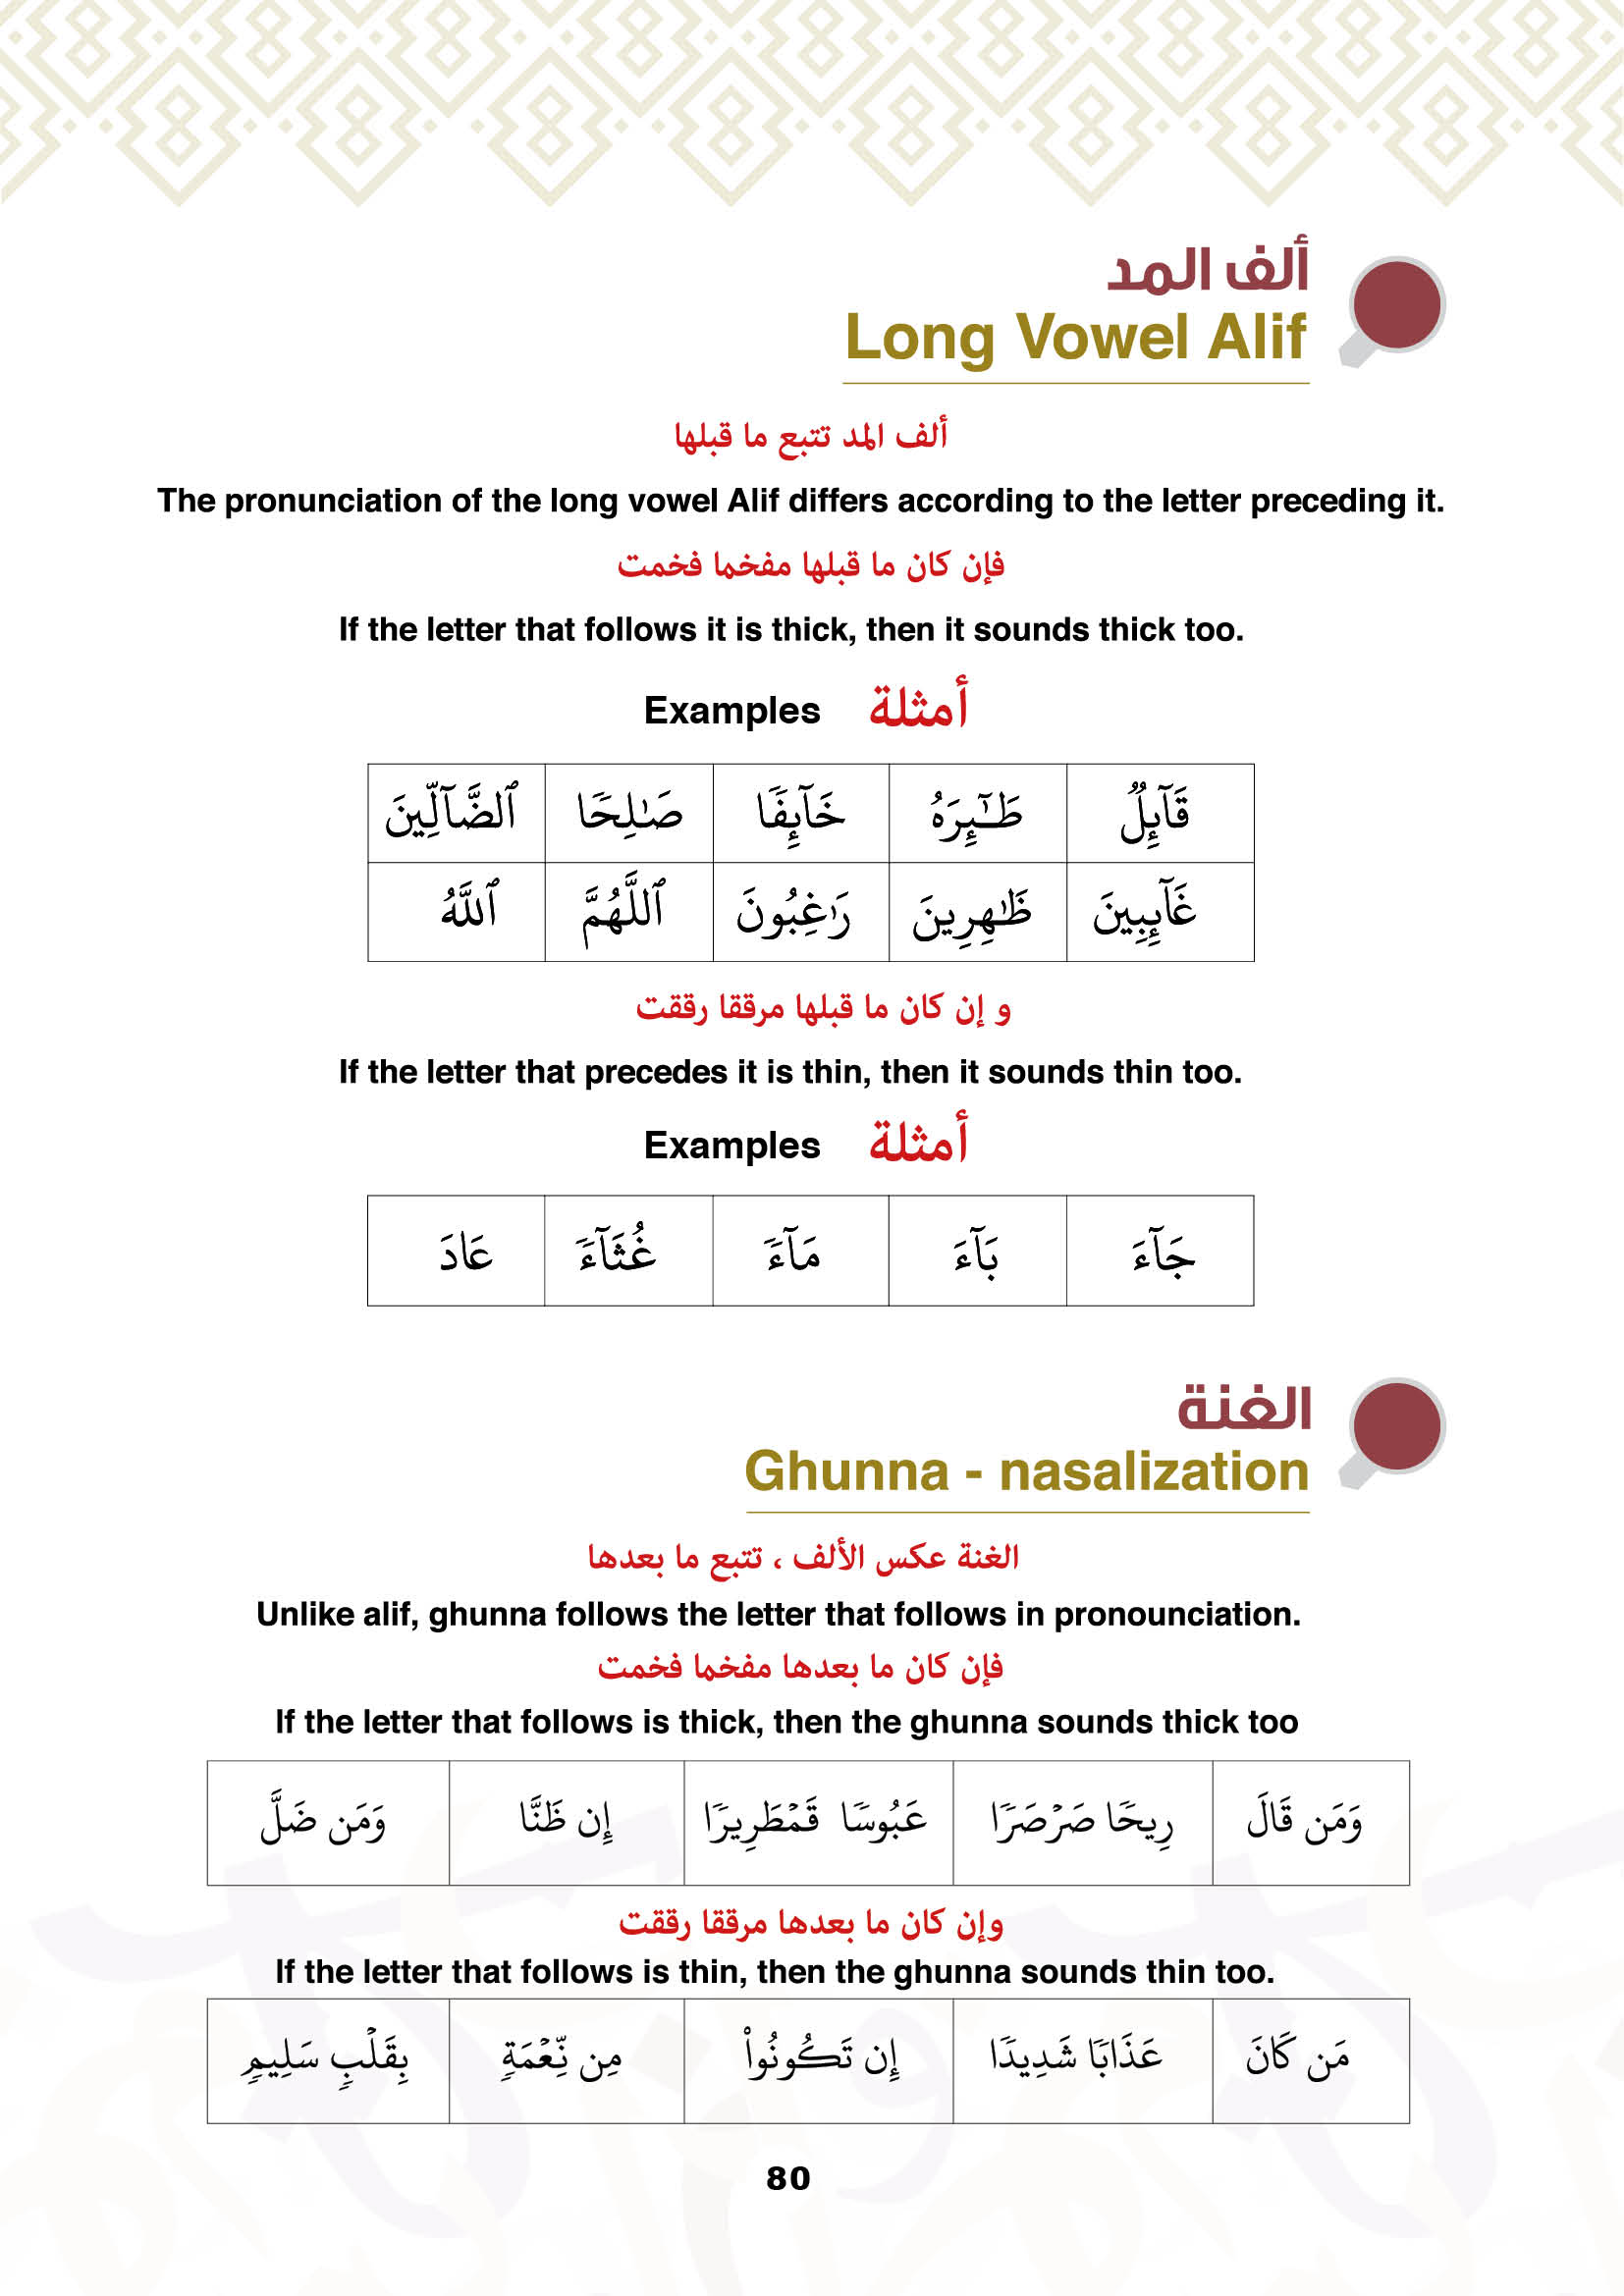 ألف المد
Long Vowel Alif
ألف المد تتبع ما قبلها
The pronunciation of the long vowel Alif differs according to the letter preceding it.
فإن كان ما قبلها مفخما فخمت
If the letter that follows it is thick, then it sounds thick too.
Examples أمثلة
قَآئِلٞ طَٰٓئِرَهُ خَآئِفٗا صَٰلِحٗا ٱلضَّآلِّينَ
غَآئِبِينَ ظَٰهِرِينَ رَٰغِبُونَ ٱللَّهُمَّ ٱللَّهُ
و إن كان ما قبلها مرققا رققت
If the letter that precedes it is thin, then it sounds thin too.
Examples أمثلة
جَآءَ بَآءَ مَآءٗ غُثَآءٗ عَادَ
الغنة
Ghunna - nasalization
الغنة عكس الألف ، تتبع ما بعدها
Unlike alif, ghunna follows the letter that follows in pronounciation.
فإن كان ما بعدها مفخما فخمت
If the letter that follows is thick, then the ghunna sounds thick too
وَمَن قَالَ رِيحٗا صَرۡصَرٗا عَبُوسٗا قَمۡطَرِيرٗا إِن ظَنَّا وَمَن ضَلَّ
وإن كان ما بعدها مرققا رققت
If the letter that follows is thin, then the ghunna sounds thin too.
مَن كَانَ عَذَابٗا شَدِيدٗا إِن تَكُونُواْ مِن نِّعۡمَةٖ بِقَلۡبٖ سَلِيمٖ
80